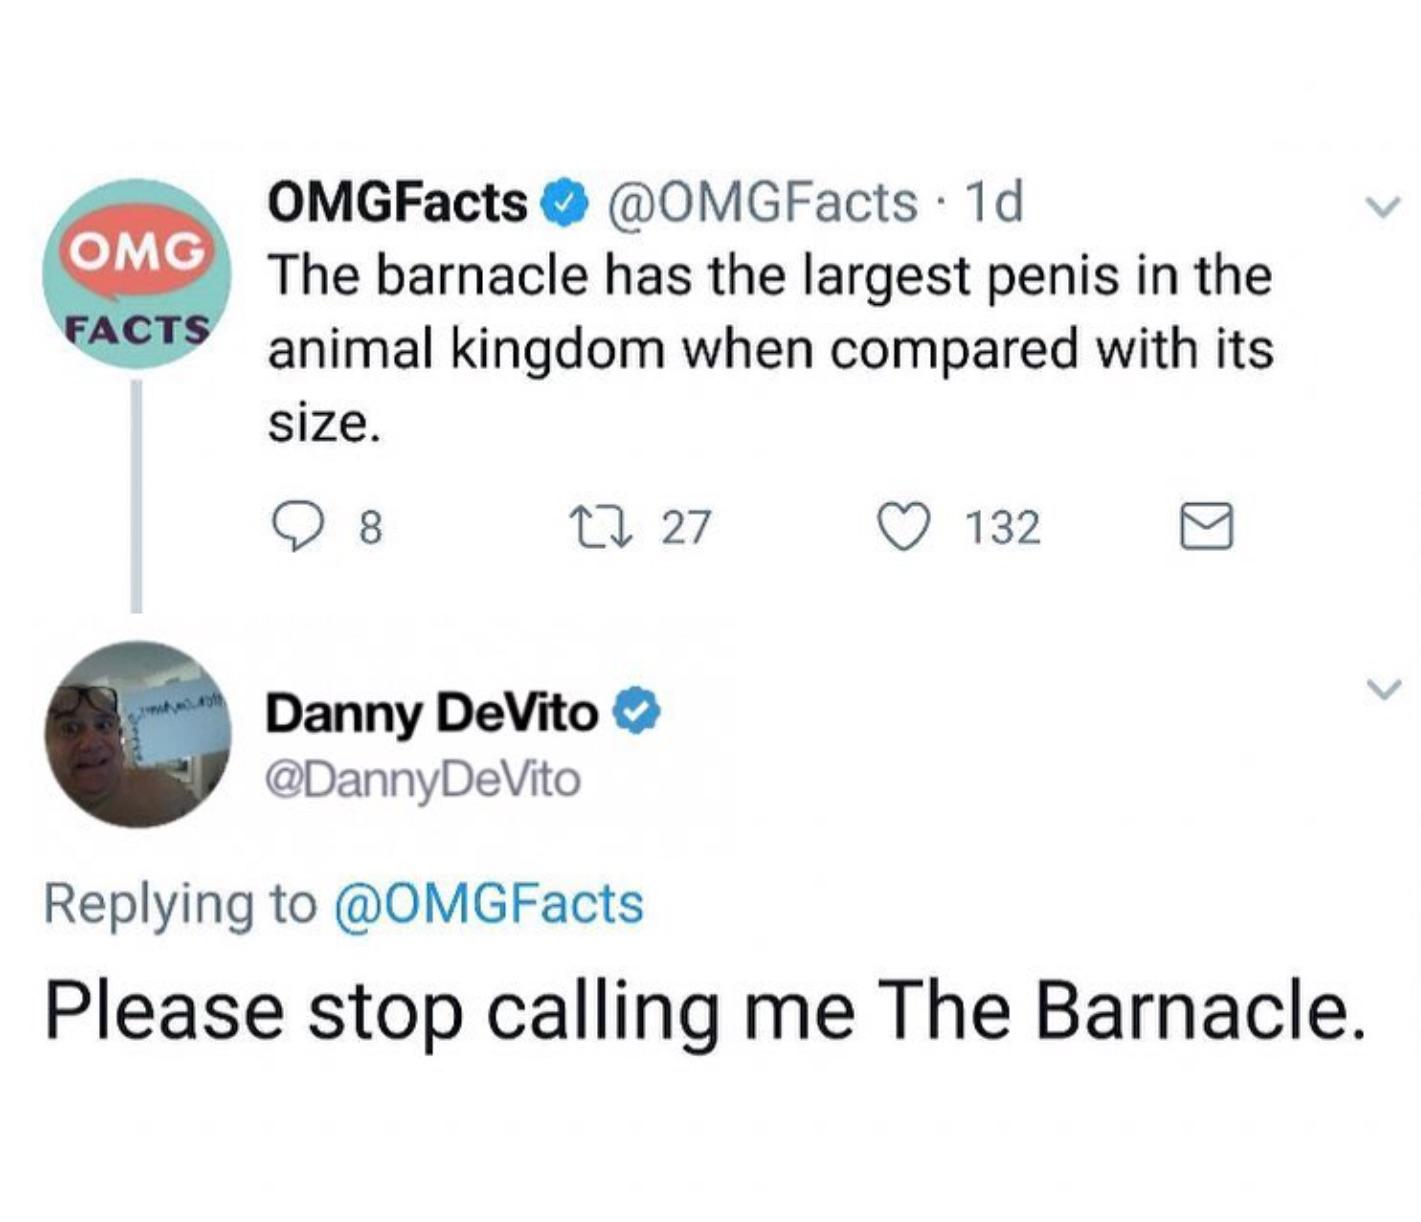 OMG
FACTS
OMGFacts @OMGFacts · 1d
The barnacle has the largest penis in the
animal kingdom when compared with its
size.
8 27 132
Danny DeVito
@DannyDeVito
Replying to @OMGFacts
Please stop calling me The Barnacle.